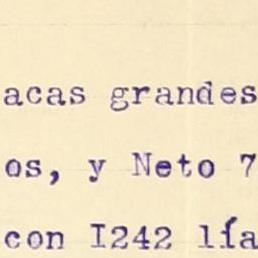 acas grandes
os, y Neto 7
con I242 lía